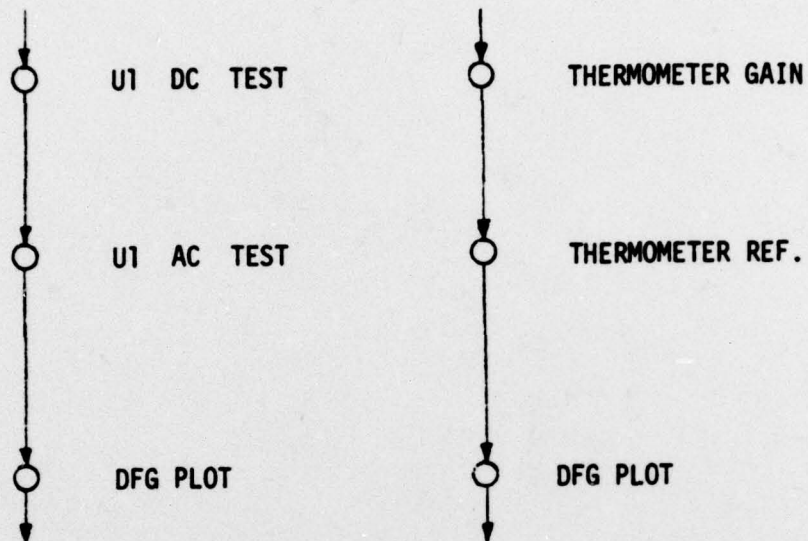 U1 DC TEST
THERMOMETER GAIN
U1 AC TEST
THERMOMETER REF.
DFG PLOT
DFG PLOT